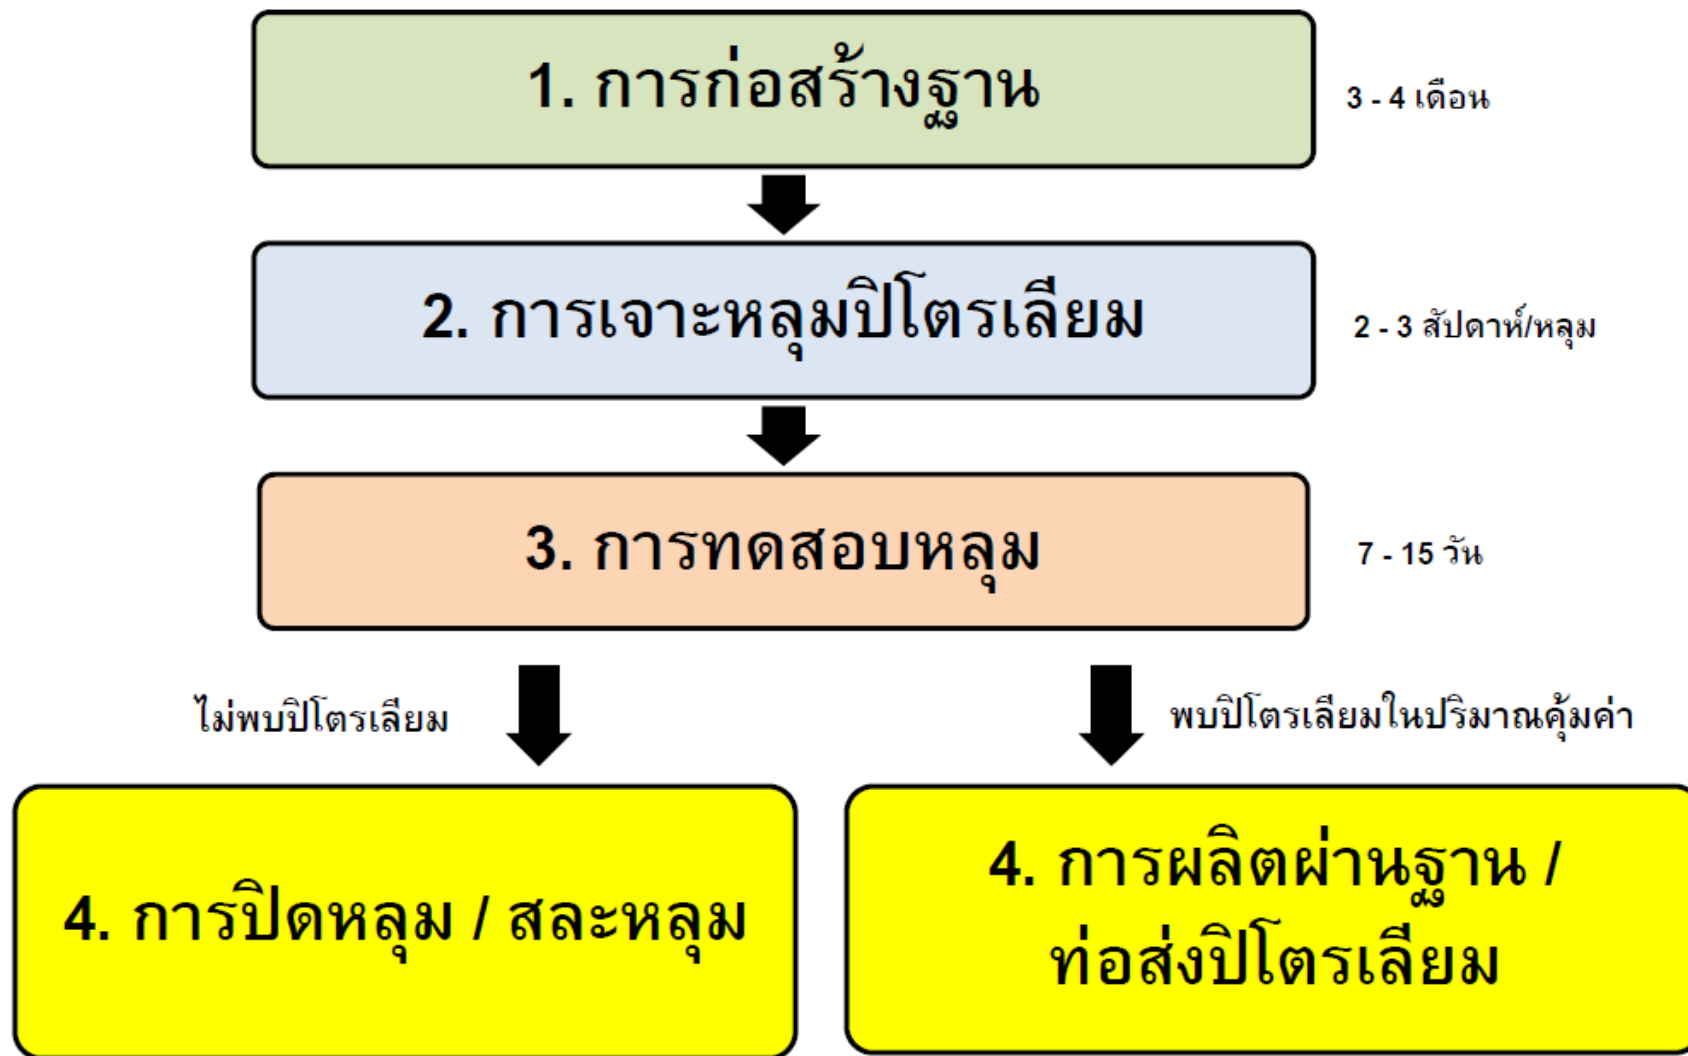 1. การก่อสร้างฐาน
3 - 4 เดือน
2. การเจาะหลุมปิโตรเลียม
2 - 3 สัปดาห์/หลุม
3. การทดสอบหลุม
7 - 15 วัน
ไม่พบปิโตรเลียม
พบปิโตรเลียมในปริมาณคุ้มค่า
4. การปิดหลุม / สละหลุม
4. การผลิตผ่านฐาน /
ท่อส่งปิโตรเลียม